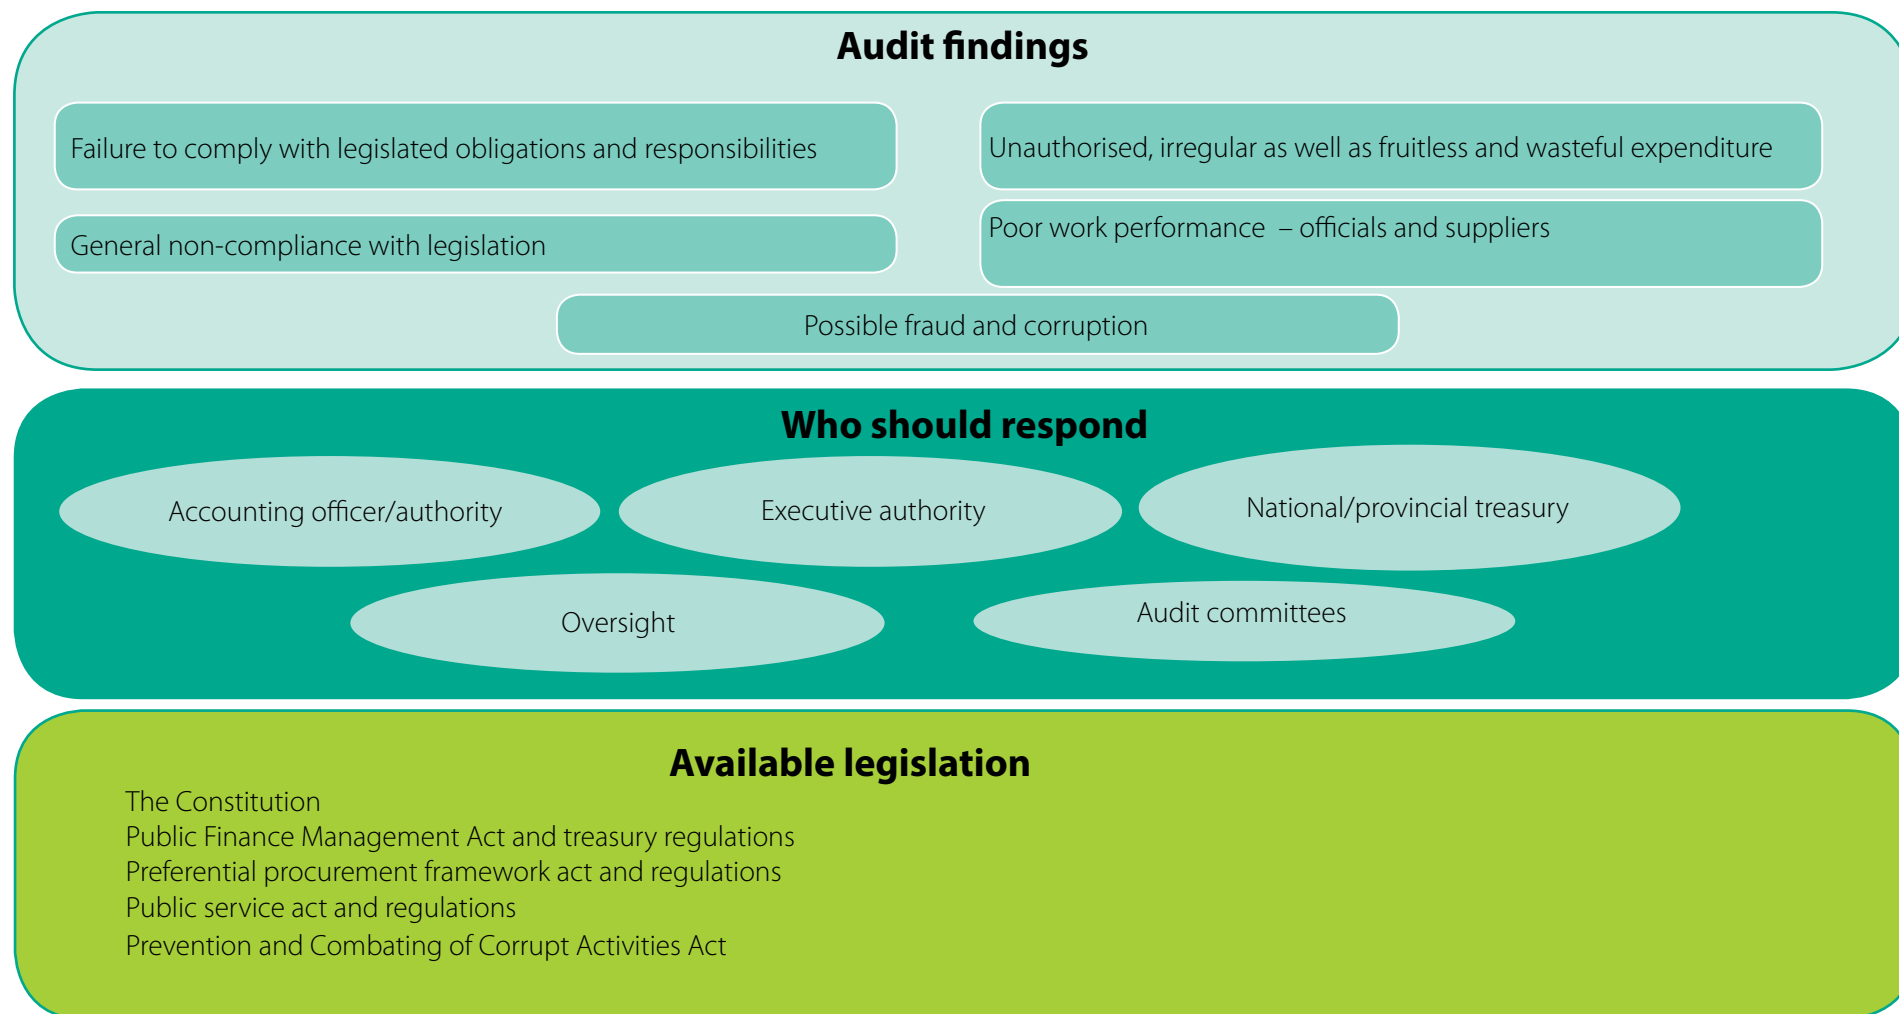 Audit findings
Failure to comply with legislated obligations and responsibilities
Unauthorised, irregular as well as fruitless and wasteful expenditure
General non-compliance with legislation
Poor work performance – officials and suppliers
Possible fraud and corruption
Who should respond
Accounting officer/authority
Executive authority
National/provincial treasury
Oversight
Audit committees
Available legislation
The Constitution
Public Finance Management Act and treasury regulations
Preferential procurement framework act and regulations
Public service act and regulations
Prevention and Combating of Corrupt Activities Act